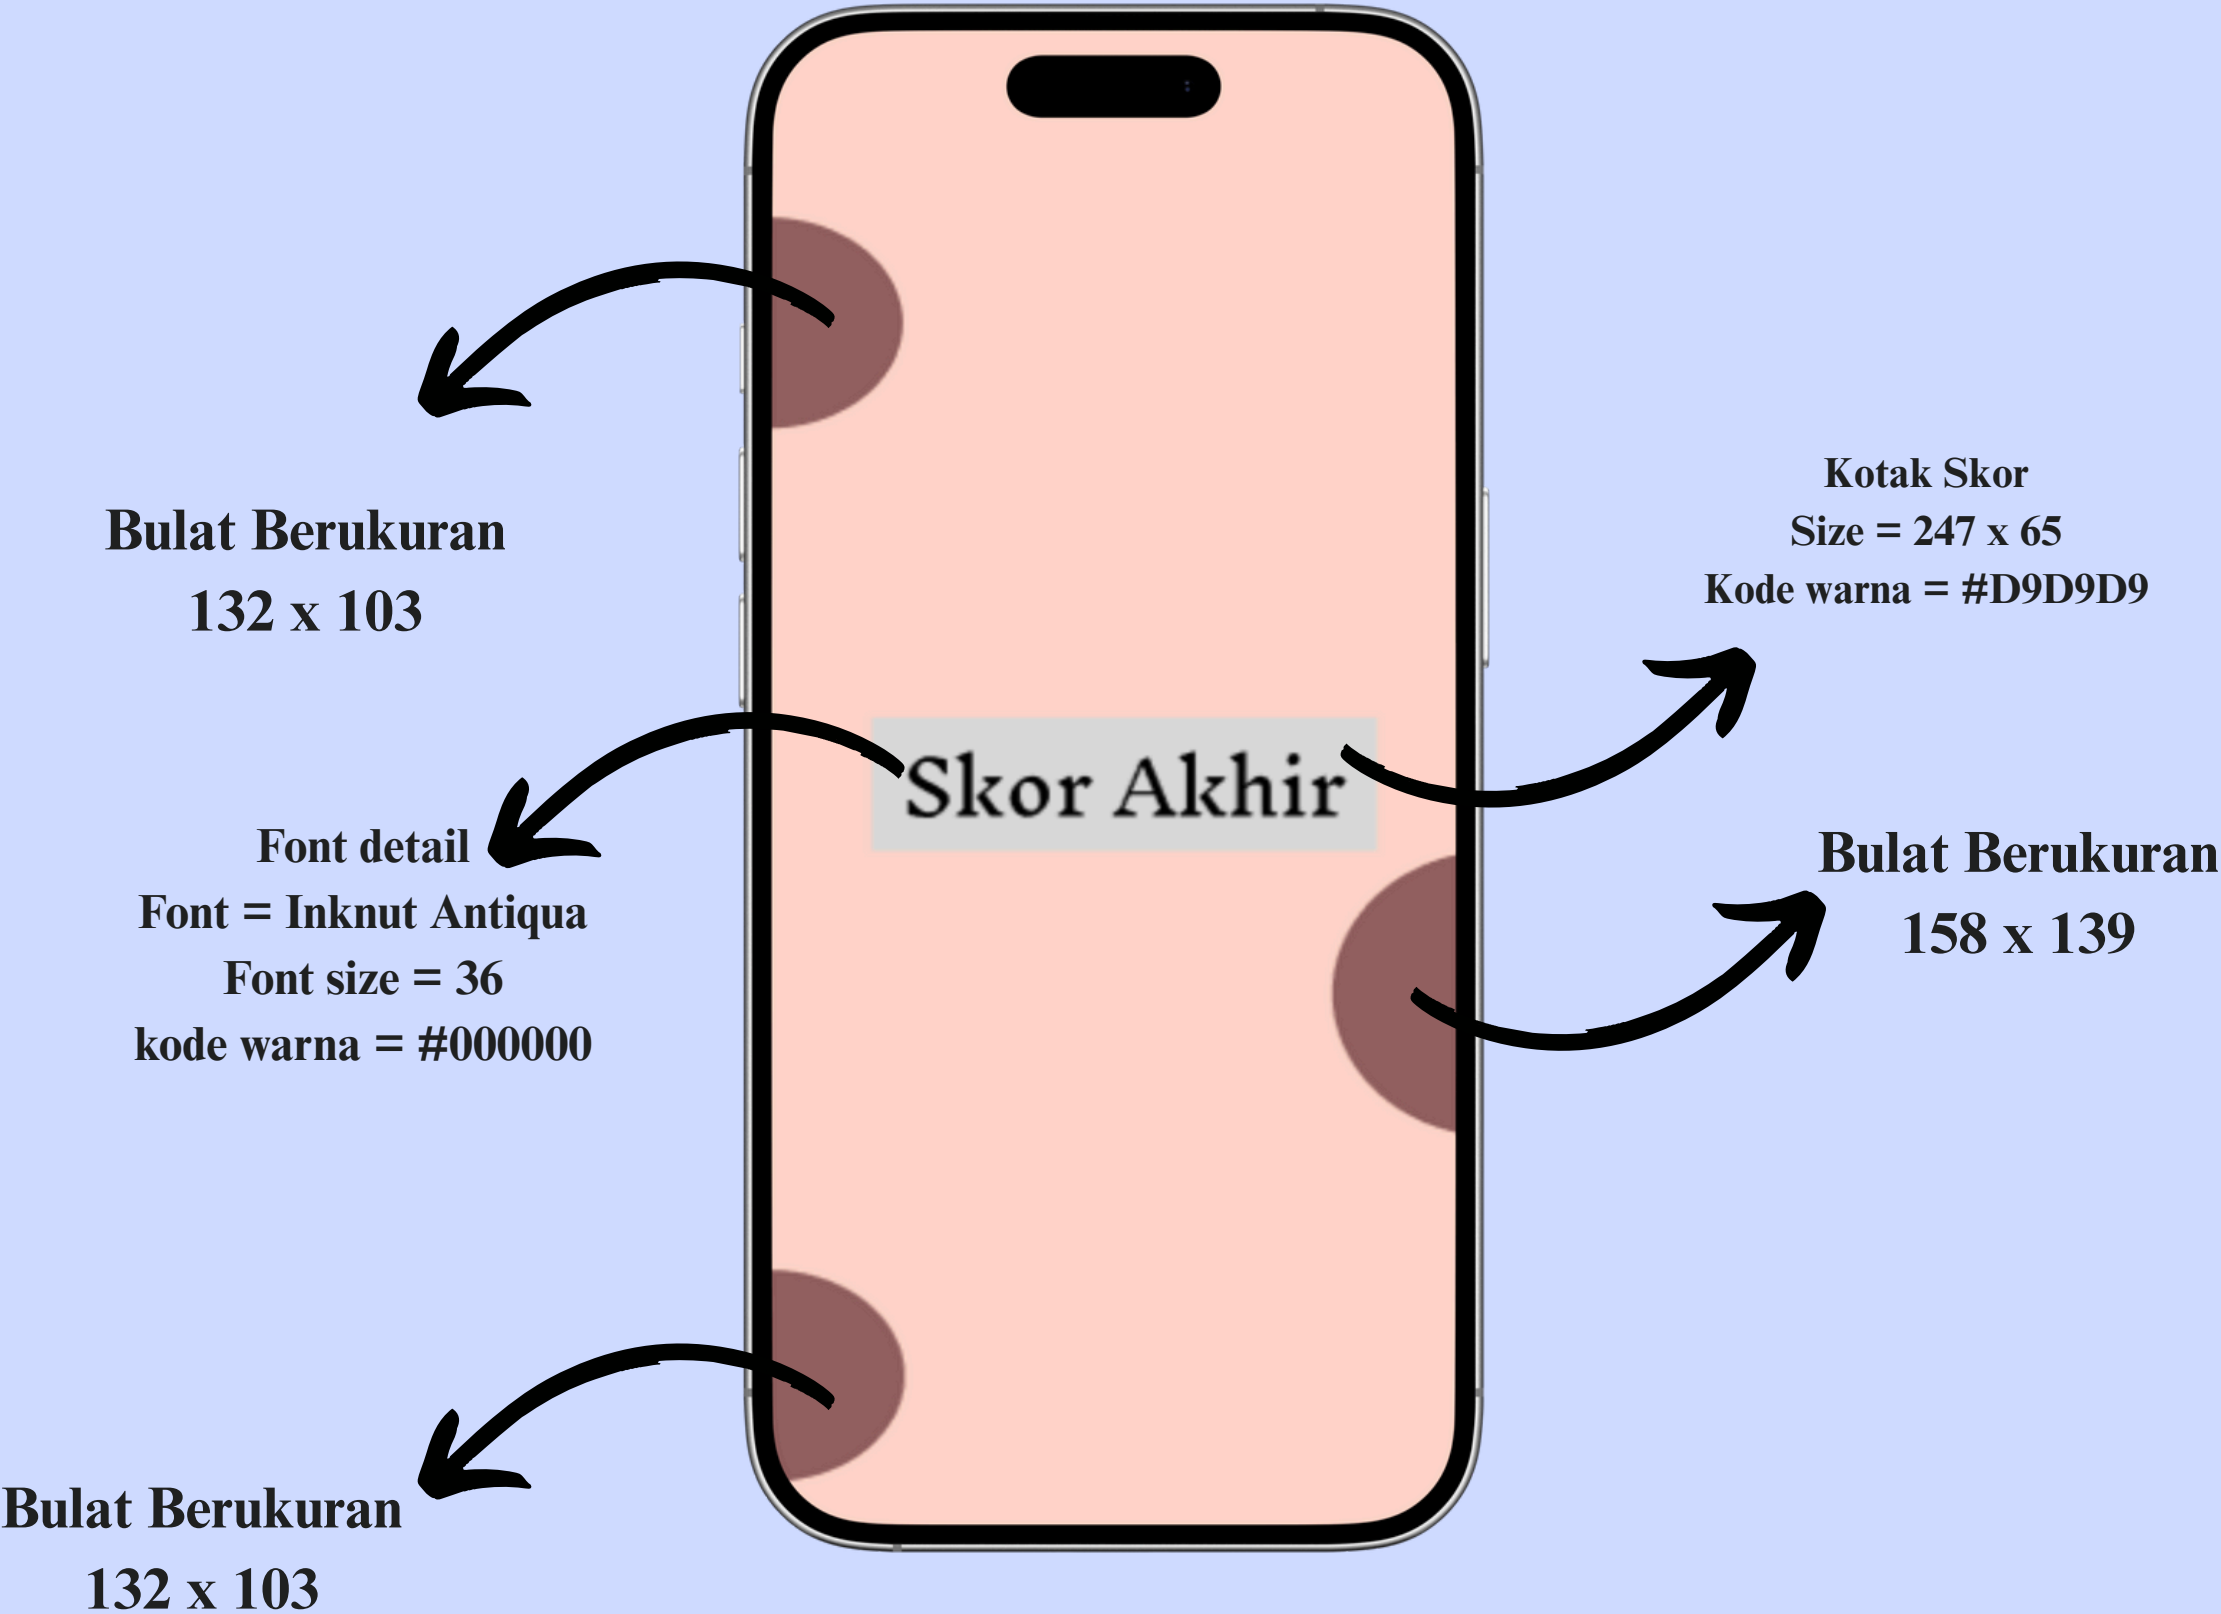 Bulat Berukuran
132 x 103
Kotak Skor
Size = 247 x 65
Kode warna = #D9D9D9
Skor Akhir
Font detail
Font = Inknut Antiqua
Font size = 36
kode warna = #000000
Bulat Berukuran
158 x 139
Bulat Berukuran
132 x 103